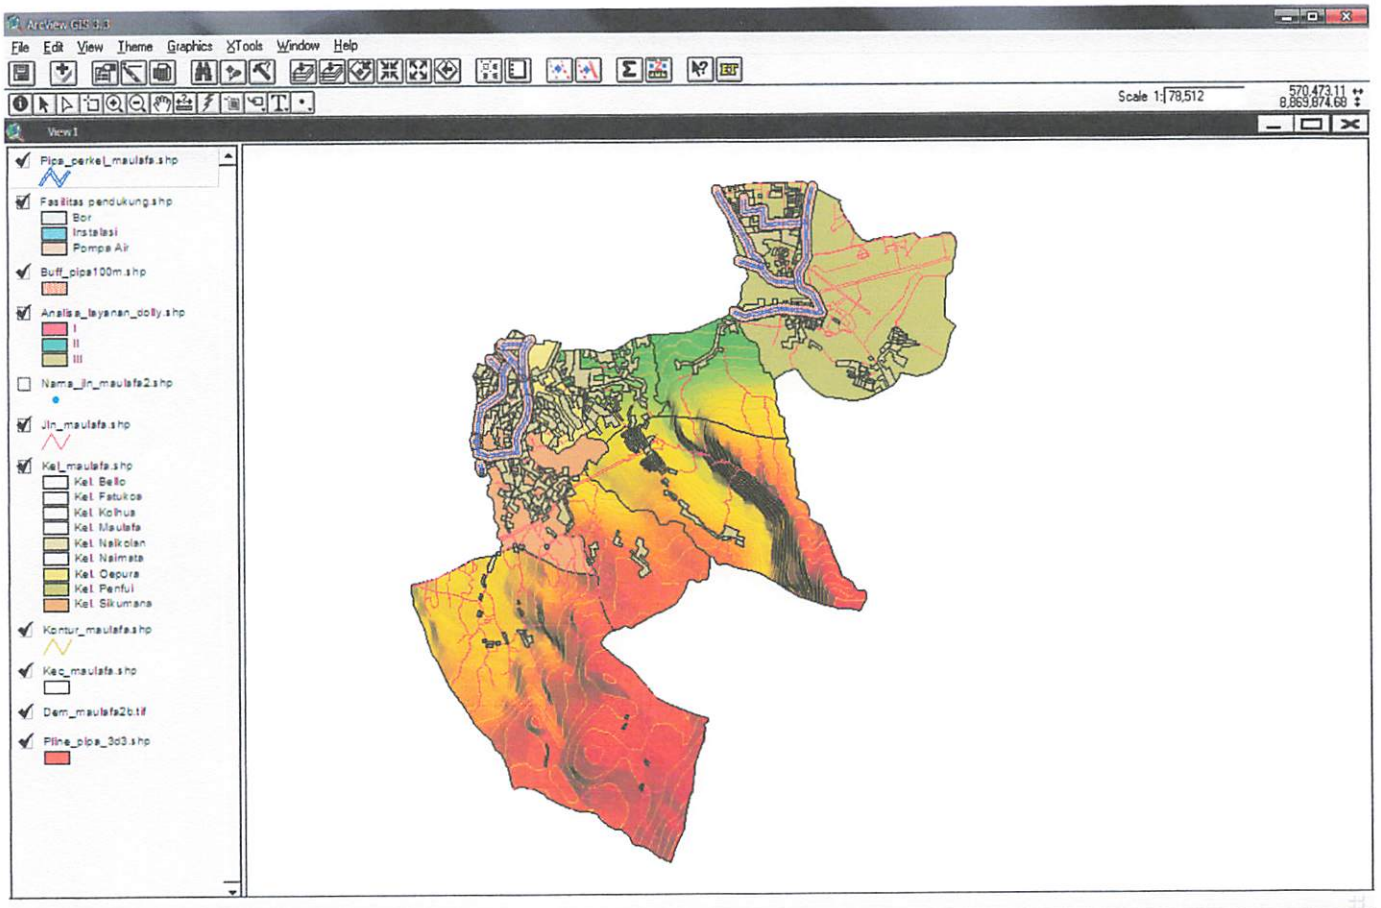 ArcView GIS 3.3
File Edit View Theme Graphics XTools Window Help
Scale 1: 78,512
570,473.11
8,869,874.68
View1
Pipa_perkel_maulafa.shp
Fasilitas pendukung.shp
Bor
Instalasi
Pompa Air
Buff_pipa100m.shp
Analisa_layanan_dolly.shp
I
II
III
Nama_jln_maulafa2.shp
Jln_maulafa.shp
Kel_maulafa.shp
Kel. Bello
Kel. Fatukoa
Kel. Kolhua
Kel. Maulafa
Kel. Naikolan
Kel. Naimata
Kel. Oepura
Kel. Penfui
Kel. Sikumana
Kontur_maulafa.shp
Kec_maulafa.shp
Dem_maulafa2b.tif
Pline_pipa_3d3.shp